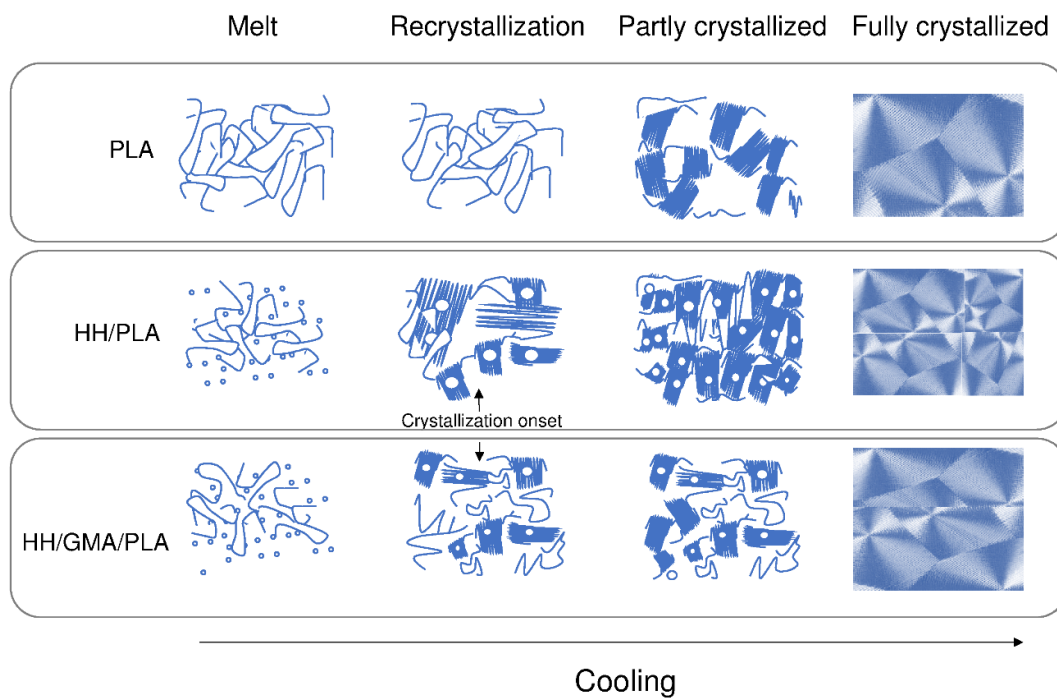 Melt
Recrystallization
Partly crystallized
Fully crystallized
PLA
HH/PLA
Crystallization onset
HH/GMA/PLA
Cooling